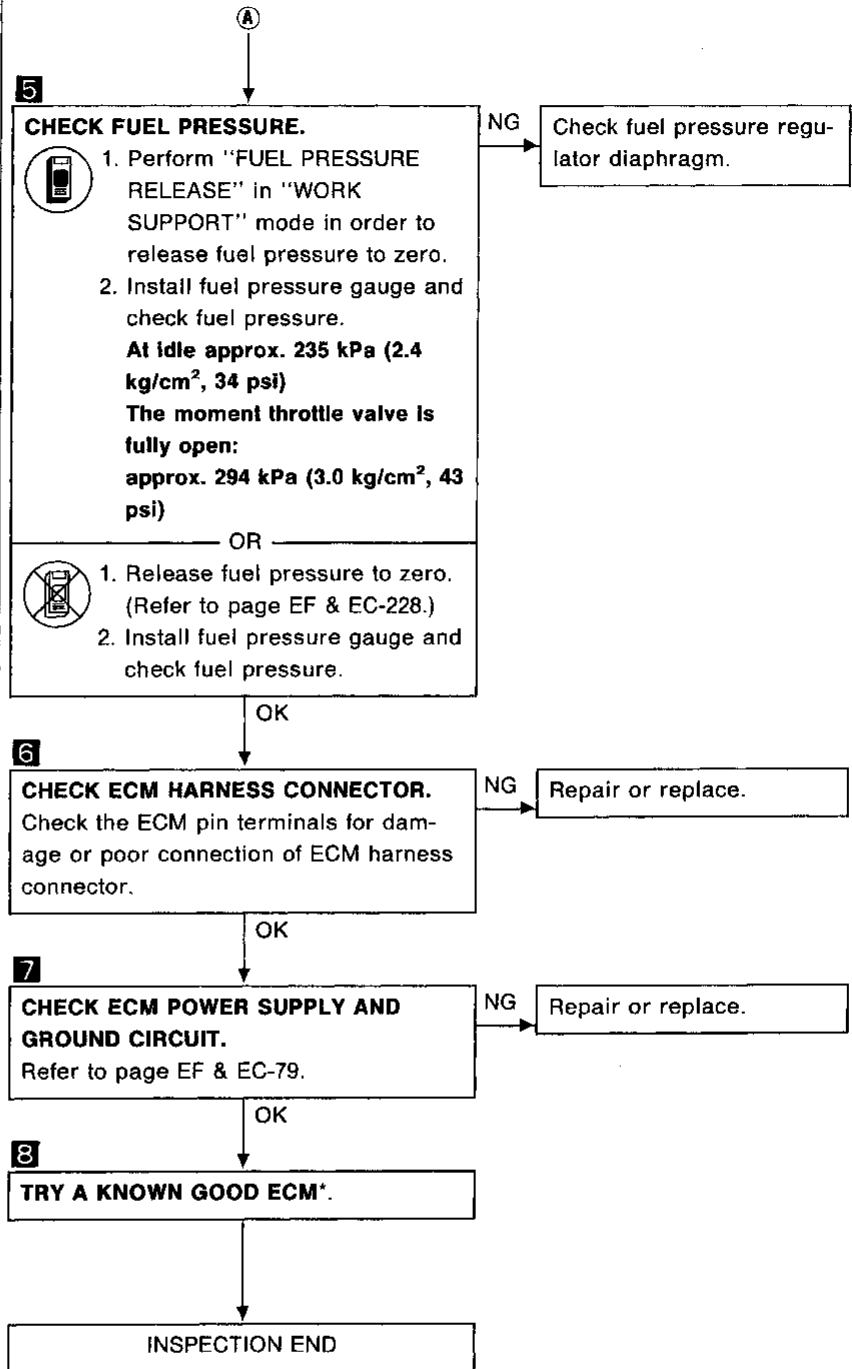 A
5
CHECK FUEL PRESSURE.
1. Perform "FUEL PRESSURE
RELEASE" in "WORK
SUPPORT" mode in order to
release fuel pressure to zero.
2. Install fuel pressure gauge and
check fuel pressure.
At idle approx. 235 kPa (2.4
kg/cm², 34 psi)
The moment throttle valve is
fully open:
approx. 294 kPa (3.0 kg/cm², 43
psi)
OR
1. Release fuel pressure to zero.
(Refer to page EF & EC-228.)
2. Install fuel pressure gauge and
check fuel pressure.
NG
Check fuel pressure regu-
lator diaphragm.
OK
6
CHECK ECM HARNESS CONNECTOR.
Check the ECM pin terminals for dam-
age or poor connection of ECM harness
connector.
NG
Repair or replace.
OK
7
CHECK ECM POWER SUPPLY AND
GROUND CIRCUIT.
Refer to page EF & EC-79.
NG
Repair or replace.
OK
8
TRY A KNOWN GOOD ECM*.
INSPECTION END